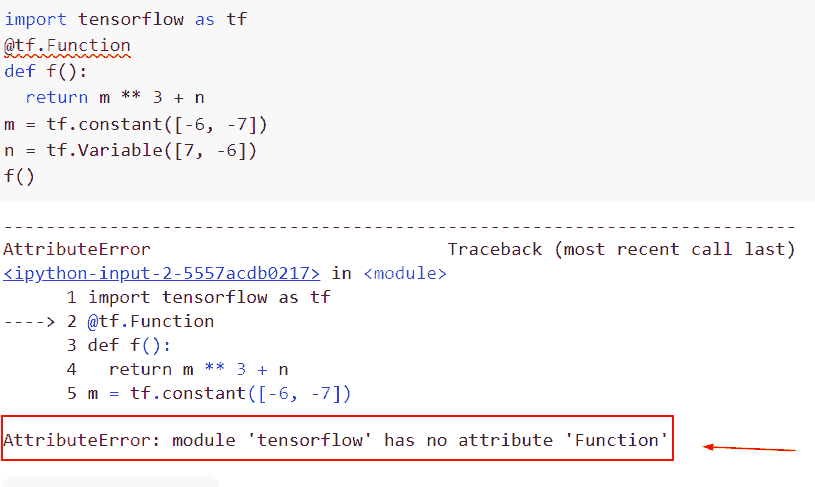 import tensorflow as tf
@tf.Function
def f():
  return m ** 3 + n
m = tf.constant([-6, -7])
n = tf.Variable([7, -6])
f()
---------------------------------------------------------------------------
AttributeError                            Traceback (most recent call last)
<ipython-input-2-5557acdb0217> in <module>
      1 import tensorflow as tf
----> 2 @tf.Function
      3 def f():
      4   return m ** 3 + n
      5 m = tf.constant([-6, -7])
AttributeError: module 'tensorflow' has no attribute 'Function'